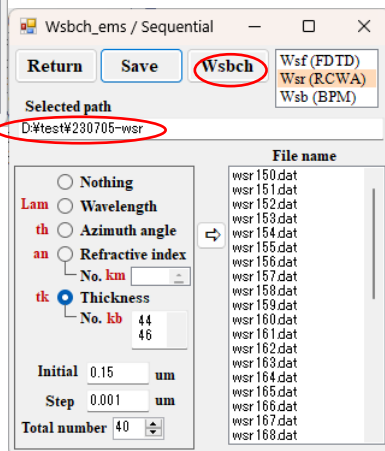 Wsbch_ems / Sequential
Return Save Wsbch
Wsf (FDTD)
Wsr (RCWA)
Wsb (BPM)
Selected path
D:¥test¥230705-wsr
File name
Nothing
Lam Wavelength
th Azimuth angle
an Refractive index
No. km
tk Thickness
No. kb 44
46
Initial 0.15 um
Step 0.001 um
Total number 40
wsr150.dat
wsr151.dat
wsr152.dat
wsr153.dat
wsr154.dat
wsr155.dat
wsr156.dat
wsr157.dat
wsr158.dat
wsr159.dat
wsr160.dat
wsr161.dat
wsr162.dat
wsr163.dat
wsr164.dat
wsr165.dat
wsr166.dat
wsr167.dat
wsr168.dat